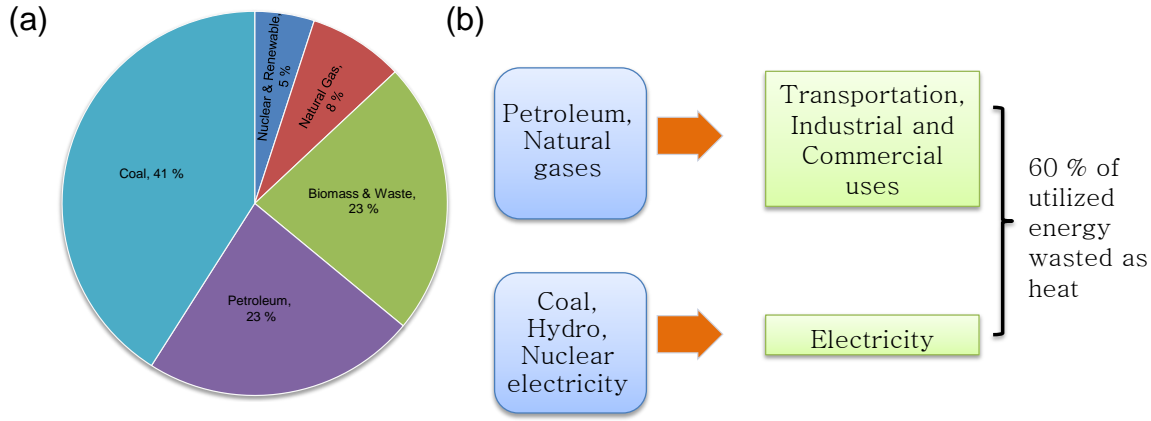 (a)
Nuclear & Renewable,
5 %
Natural Gas,
8 %
Biomass & Waste,
23 %
Petroleum,
23 %
Coal, 41 %
(b)
Petroleum,
Natural
gases
Transportation,
Industrial and
Commercial
uses
Coal,
Hydro,
Nuclear
electricity
Electricity
60 % of
utilized
energy
wasted as
heat